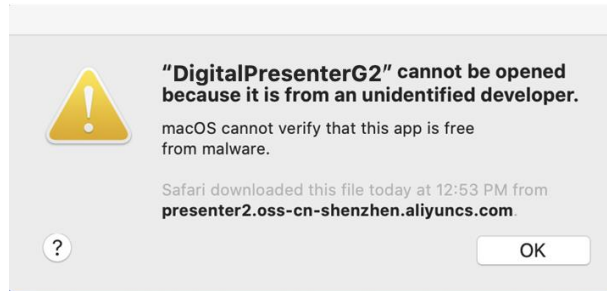 “DigitalPresenterG2” cannot be opened
because it is from an unidentified developer.
macOS cannot verify that this app is free
from malware.
Safari downloaded this file today at 12:53 PM from
presenter2.oss-cn-shenzhen.aliyuncs.com.
?
OK